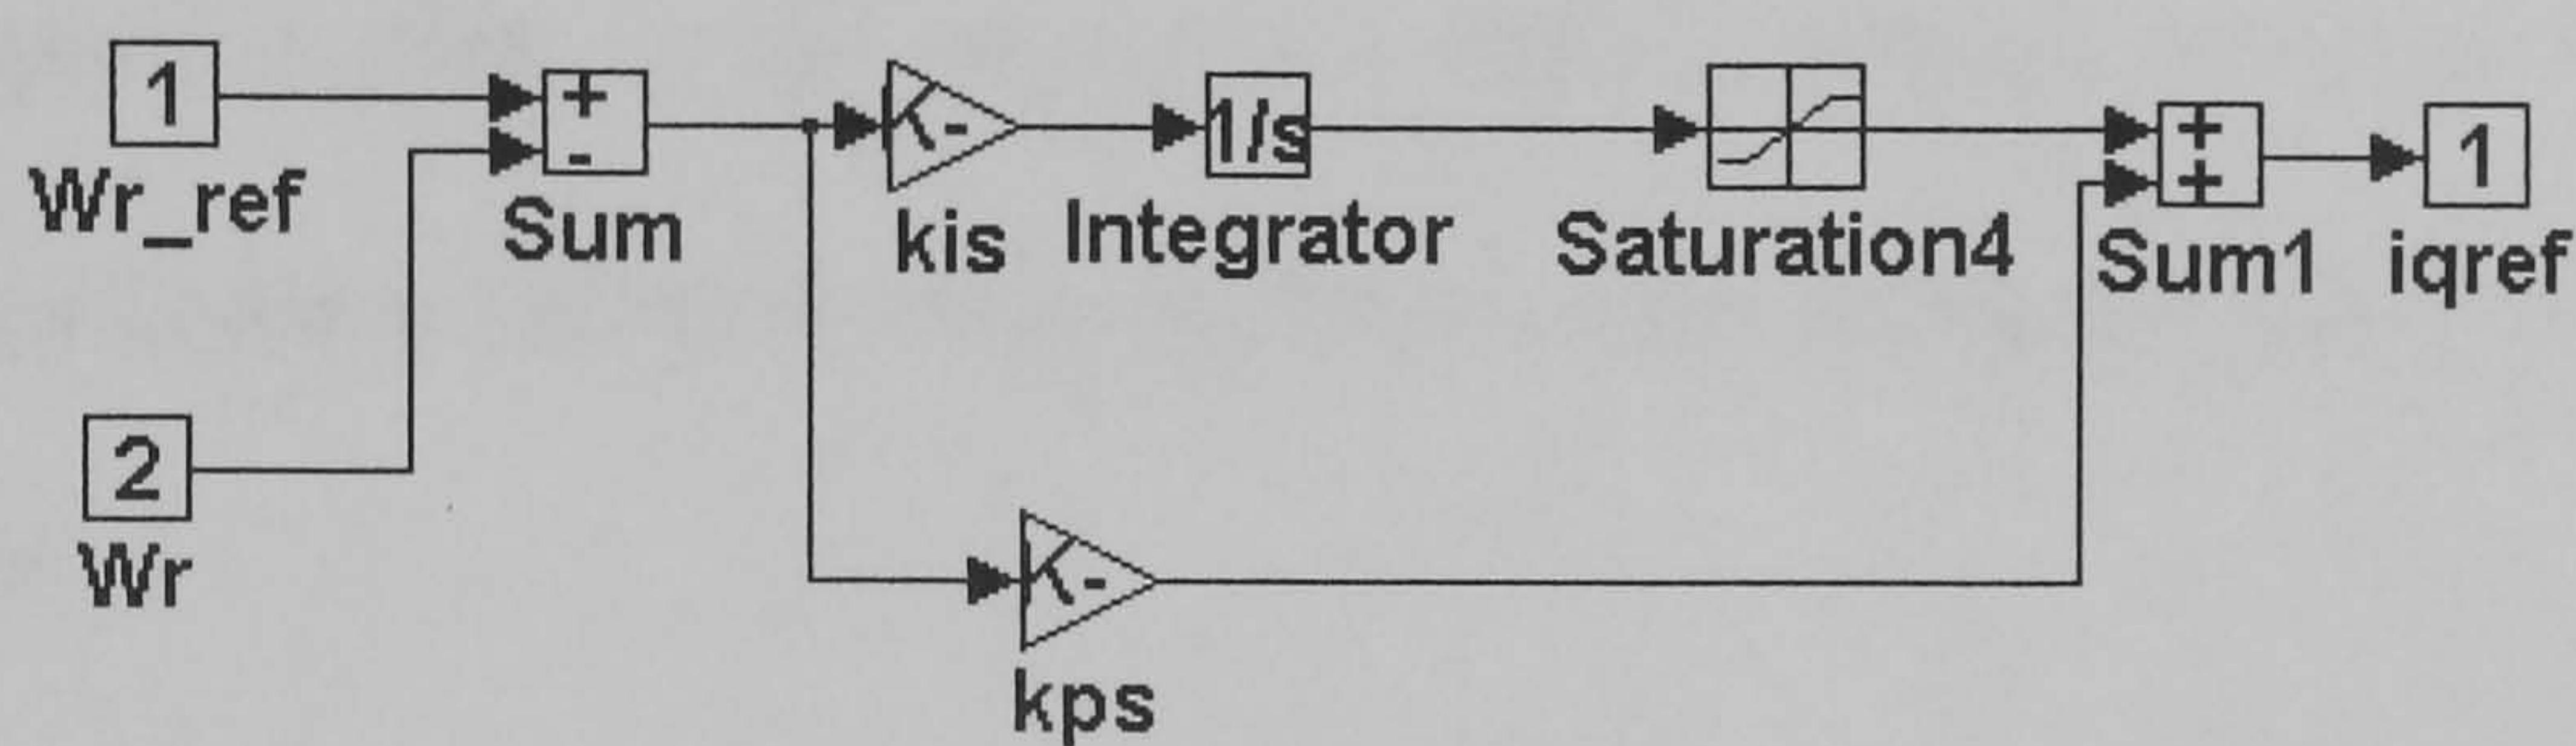 1
Wr_ref
+
-
Sum
K-
kis
1/s
Integrator
Saturation4
+
+
Sum1
1
iqref
2
Wr
K-
kps